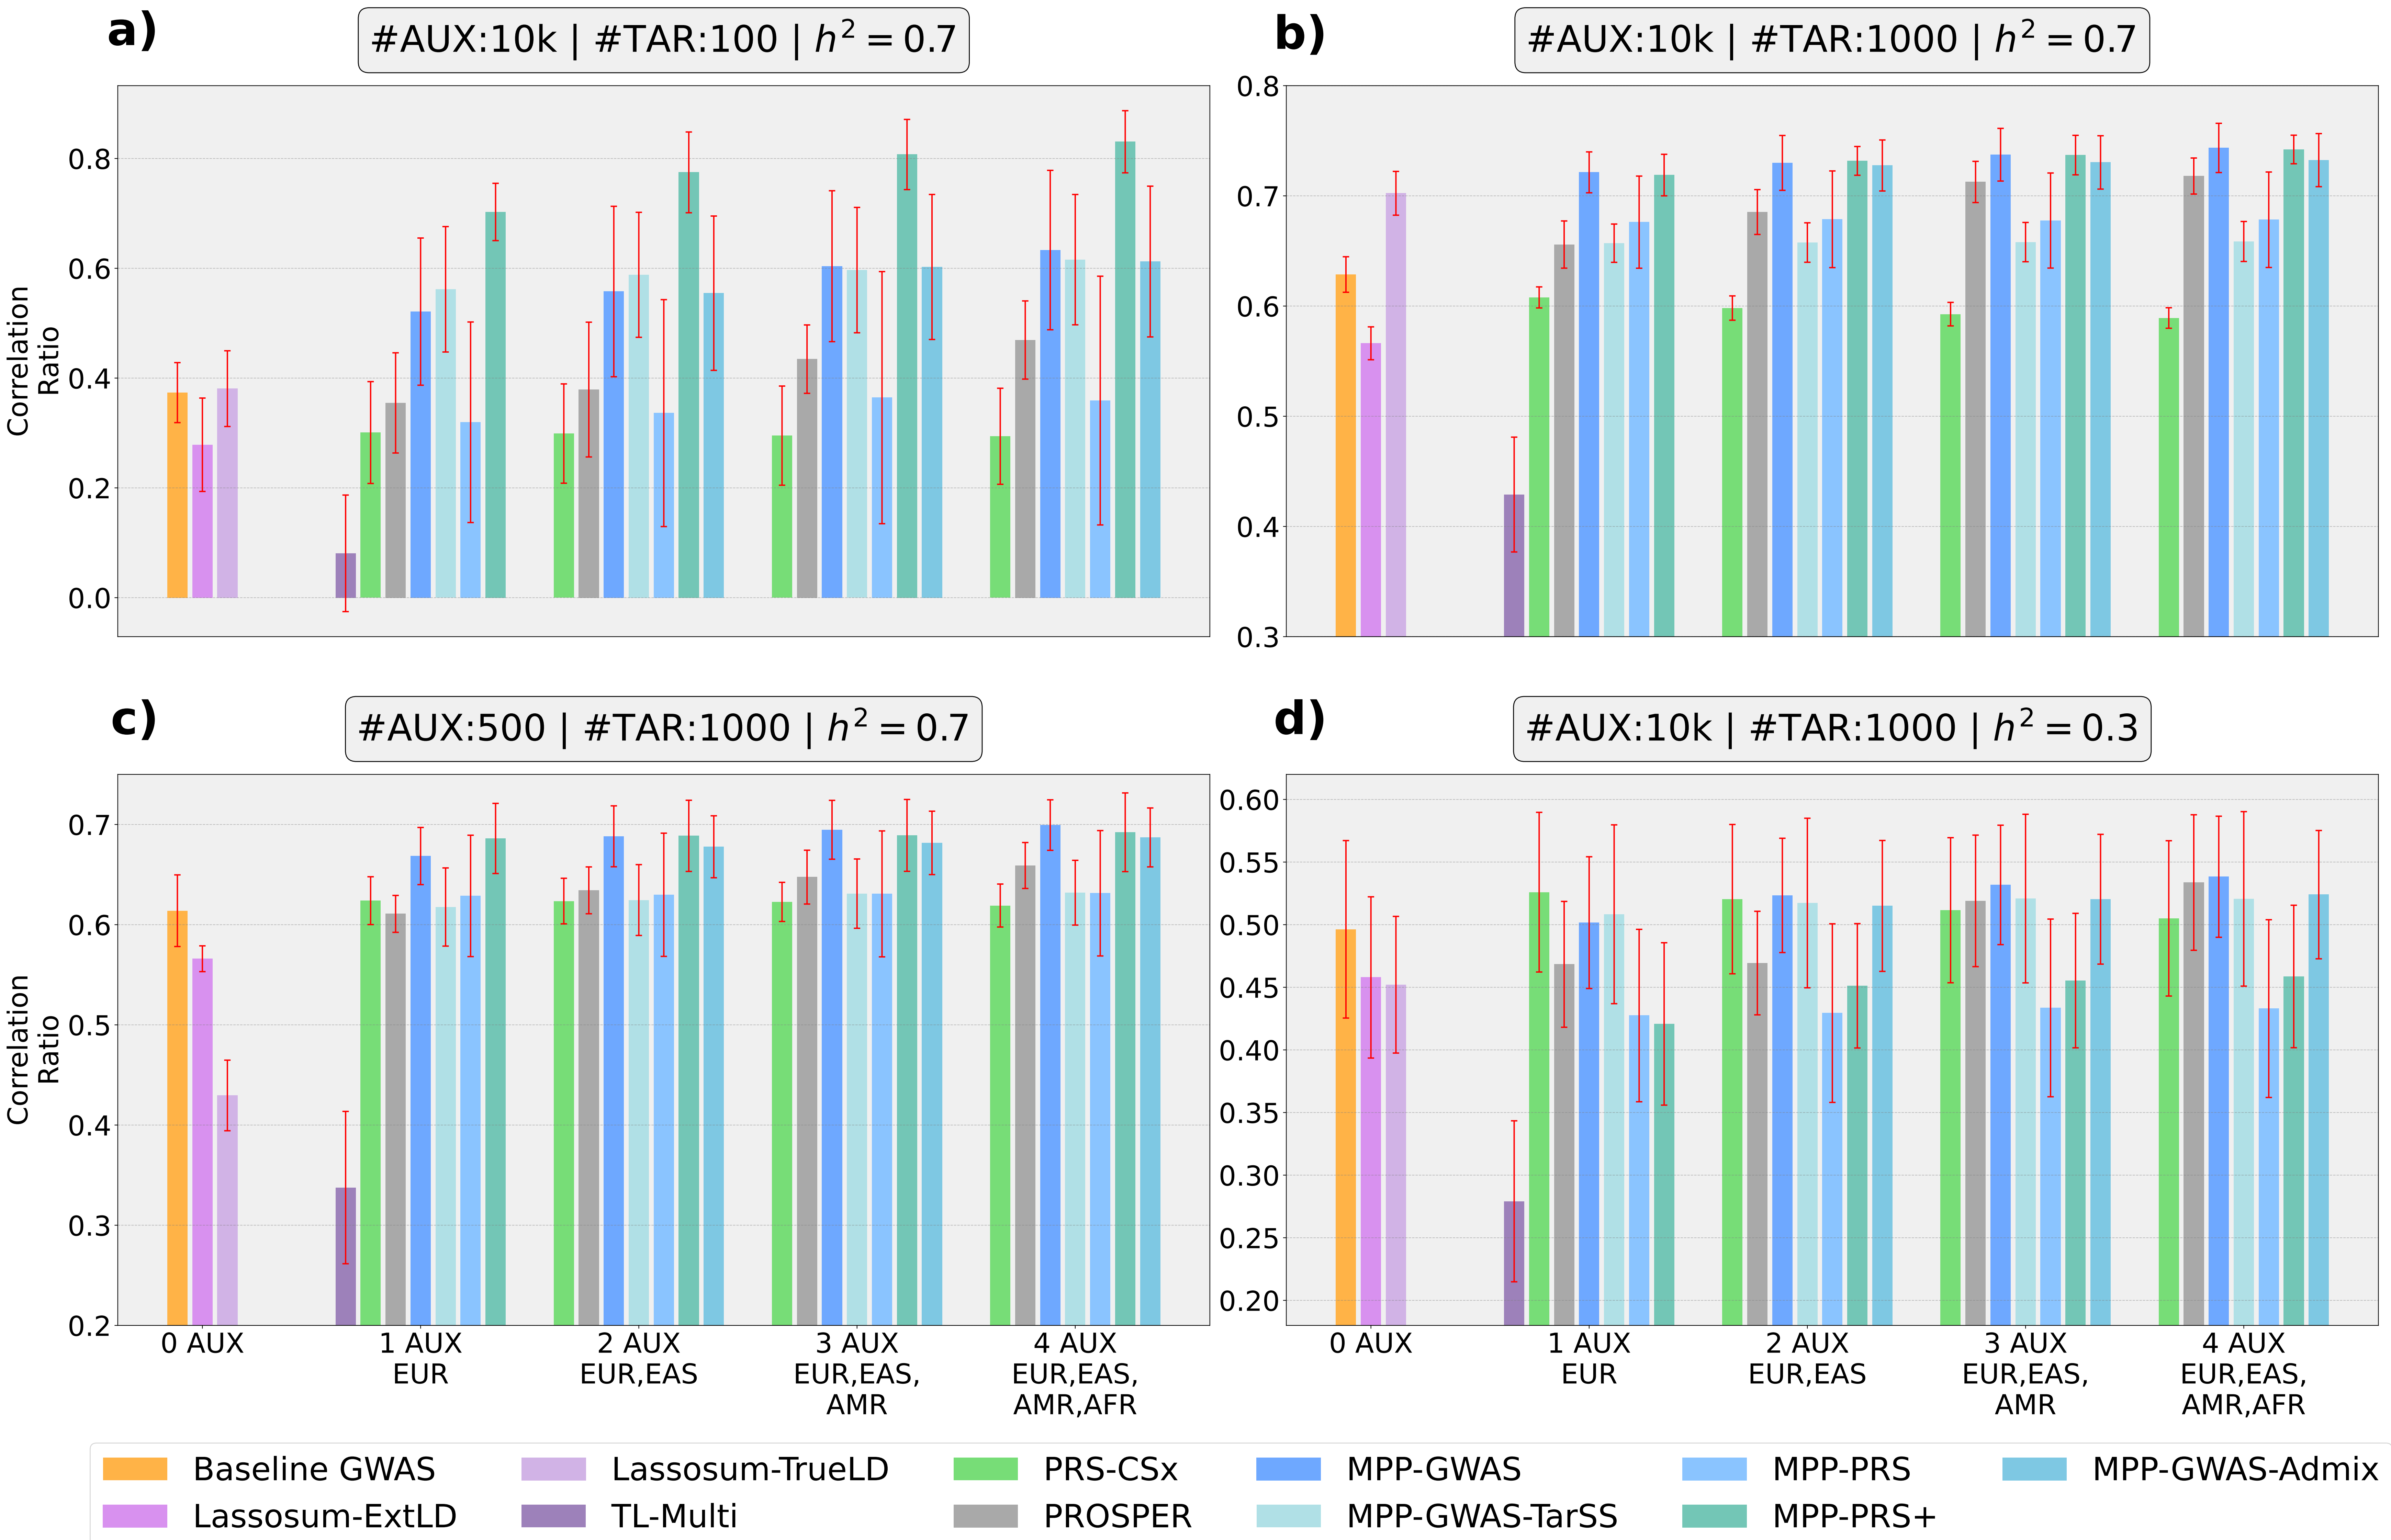 a)
#AUX:10k | #TAR:100 | h² = 0.7
b)
#AUX:10k | #TAR:1000 | h² = 0.7
Correlation
Ratio
0.8
0.6
0.4
0.2
0.0
0.8
0.7
0.6
0.5
0.4
0.3
c)
#AUX:500 | #TAR:1000 | h² = 0.7
d)
#AUX:10k | #TAR:1000 | h² = 0.3
Correlation
Ratio
0.7
0.6
0.5
0.4
0.3
0.2
0.60
0.55
0.50
0.45
0.40
0.35
0.30
0.25
0.20
0 AUX
1 AUX
EUR
2 AUX
EUR,EAS
3 AUX
EUR,EAS,
AMR
4 AUX
EUR,EAS,
AMR,AFR
0 AUX
1 AUX
EUR
2 AUX
EUR,EAS
3 AUX
EUR,EAS,
AMR
4 AUX
EUR,EAS,
AMR,AFR
Baseline GWAS
Lassosum-ExtLD
Lassosum-TrueLD
TL-Multi
PRS-CSx
PROSPER
MPP-GWAS
MPP-GWAS-TarSS
MPP-PRS
MPP-PRS+
MPP-GWAS-Admix